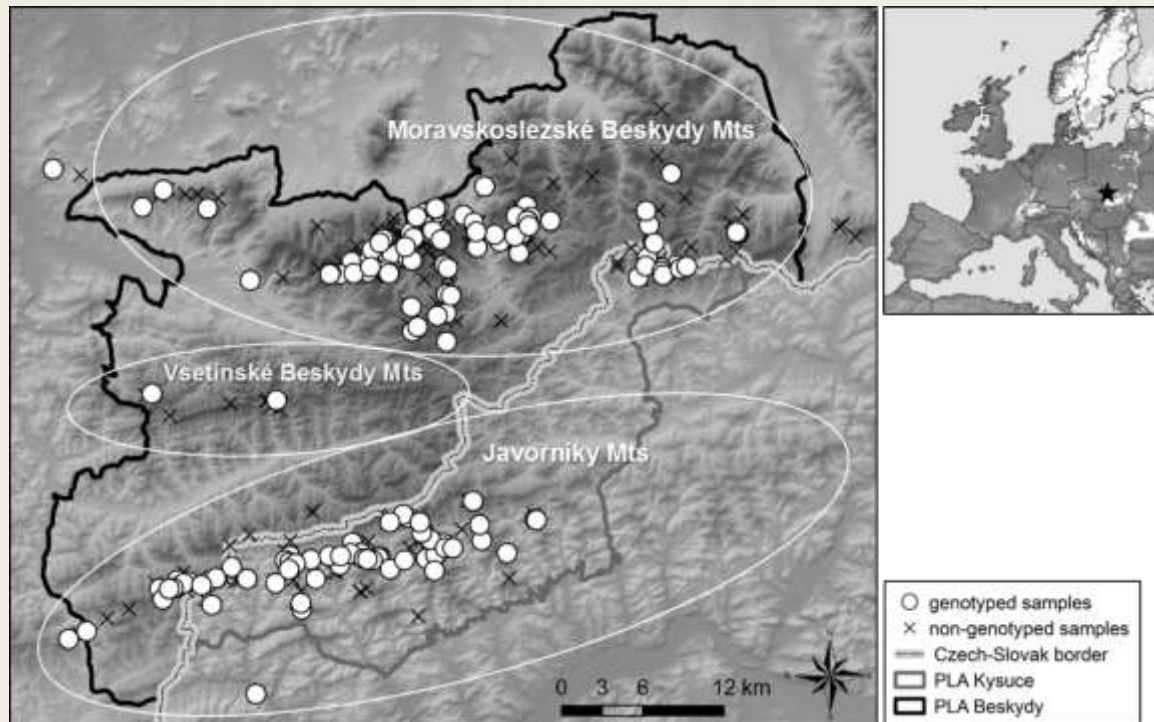 Moravskoslezské Beskydy Mts
Vsetínské Beskydy Mts
Javorníky Mts
0 3 6 12 km
genotyped samples
non-genotyped samples
Czech-Slovak border
PLA Kysuce
PLA Beskydy